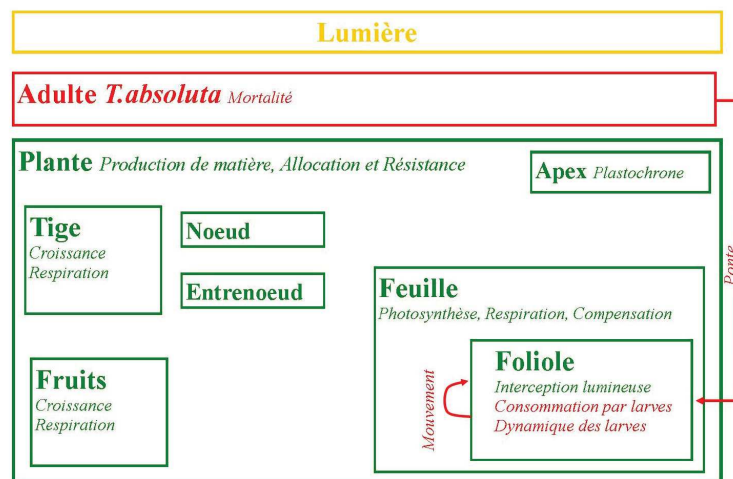 Lumière
Adulte T.absoluta Mortalité
Plante Production de matière, Allocation et Résistance
Apex Plastochrone
Tige
Croissance
Respiration
Noeud
Entrenoeud
Ponte
Feuille
Photosynthèse, Respiration, Compensation
Fruits
Croissance
Respiration
Mouvement
Foliole
Interception lumineuse
Consommation par larves
Dynamique des larves